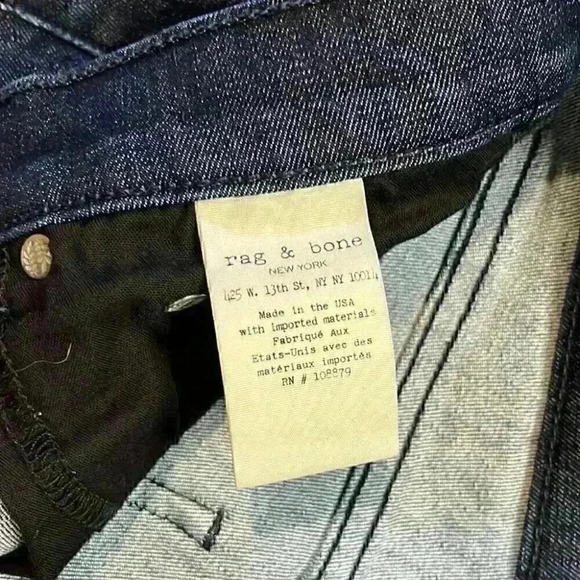 rag & bone
NEW YORK
425 W. 13th St, NY NY 10014
Made in the USA
with imported materials
Fabriqué Aux
Etats-Unis avec des
matériaux importés
RN # 108879